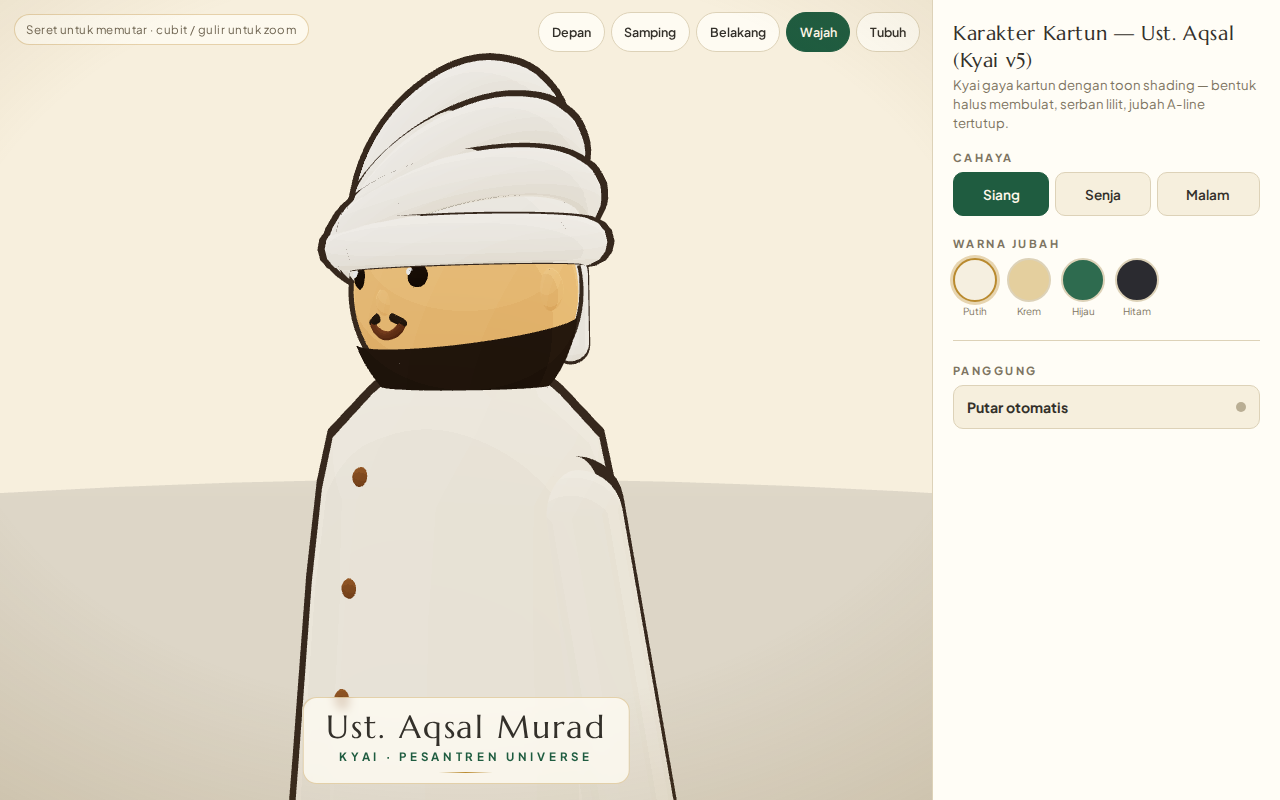 Seret untuk memutar · cubit / gulir untuk zoom
Depan
Samping
Belakang
Wajah
Tubuh
Karakter Kartun — Ust. Aqsal
(Kyai v5)
Kyai gaya kartun dengan toon shading — bentuk
halus membulat, serban lilit, jubah A-line
tertutup.
CAHAYA
Siang
Senja
Malam
WARNA JUBAH
Putih
Krem
Hijau
Hitam
PANGGUNG
Putar otomatis
Ust. Aqsal Murad
KYAI · PESANTREN UNIVERSE